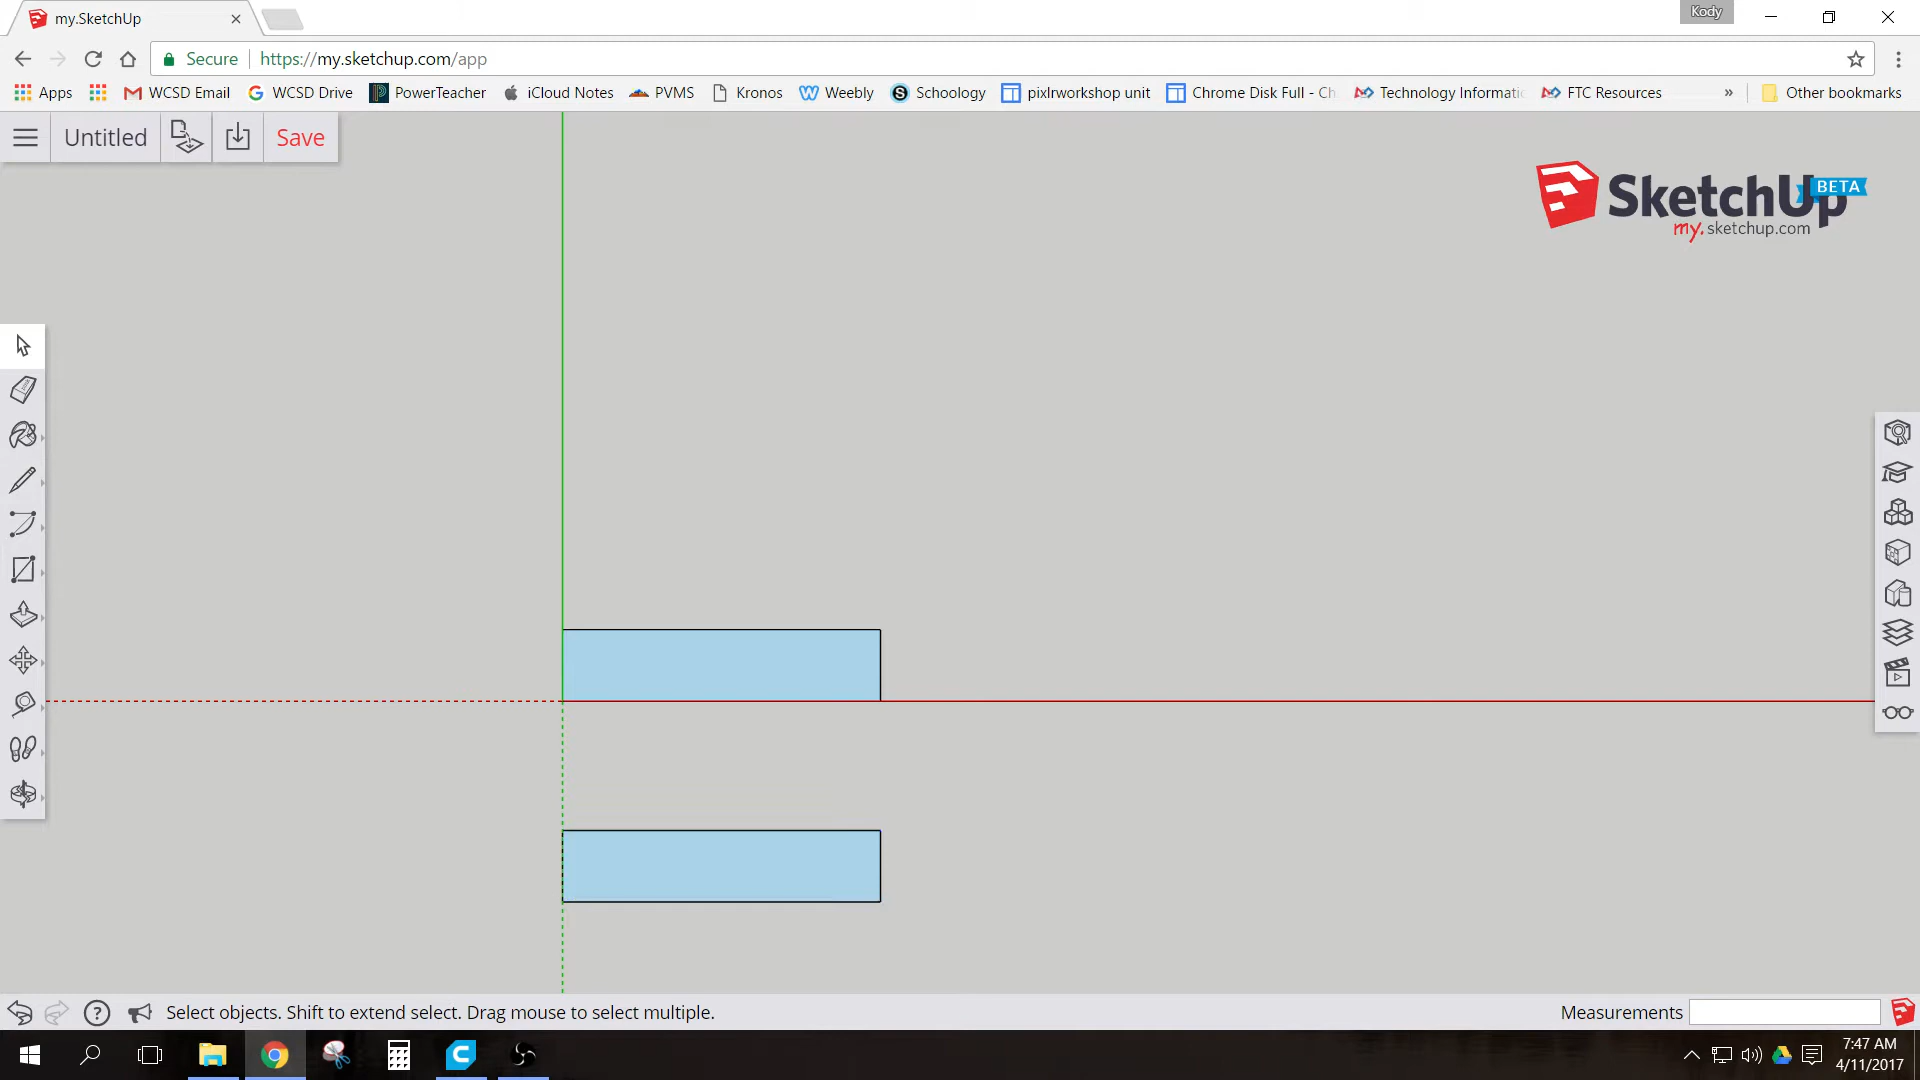 my.SketchUp
Kody
Secure https://my.sketchup.com/app
Apps WCSD Email WCSD Drive PowerTeacher iCloud Notes PVMS Kronos Weebly Schoology pixlrworkshop unit Chrome Disk Full - Ch Technology Informati FTC Resources » Other bookmarks
Untitled Save
SketchUp BETA
my.sketchup.com
Select objects. Shift to extend select. Drag mouse to select multiple.
Measurements
7:47 AM
4/11/2017